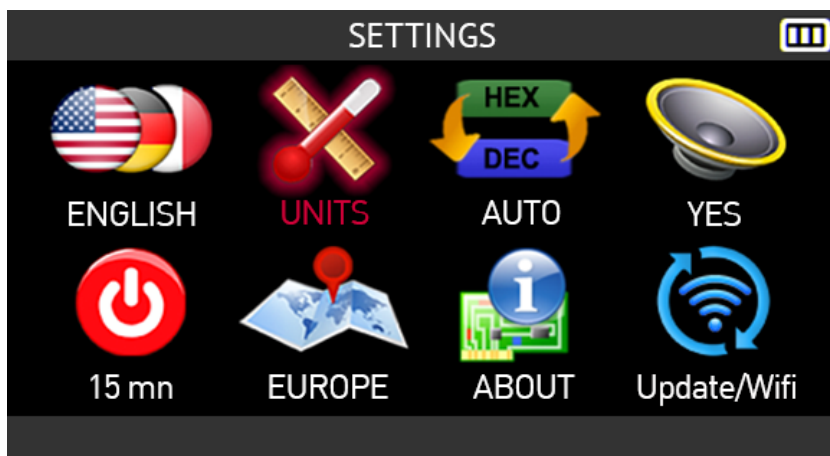 SETTINGS
HEX
DEC
ENGLISH UNITS AUTO YES
15 mn EUROPE ABOUT Update/Wifi